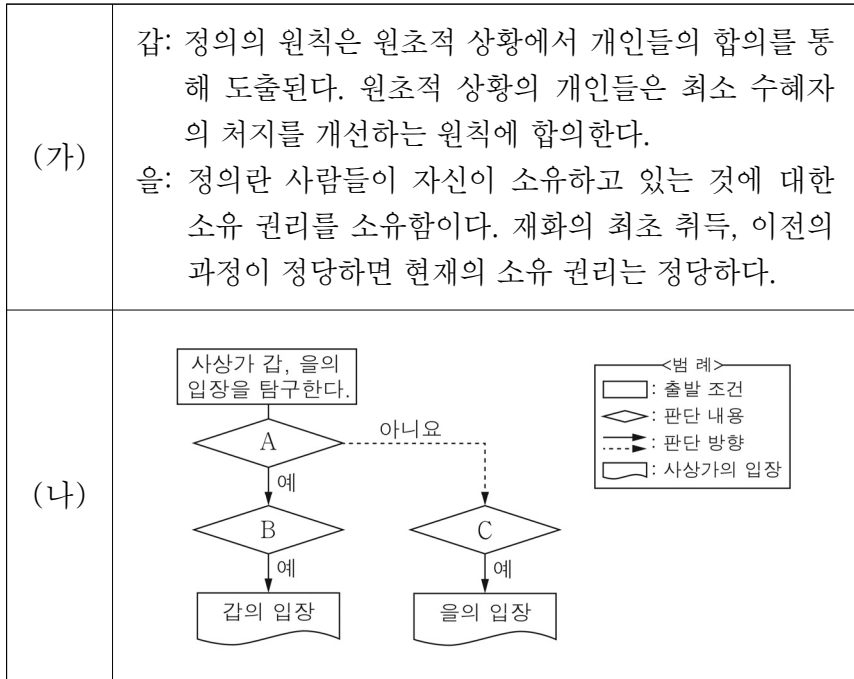 (가)
갑: 정의의 원칙은 원초적 상황에서 개인들의 합의를 통
해 도출된다. 원초적 상황의 개인들은 최소 수혜자
의 처지를 개선하는 원칙에 합의한다.
을: 정의란 사람들이 자신이 소유하고 있는 것에 대한
소유 권리를 소유함이다. 재화의 최초 취득, 이전의
과정이 정당하면 현재의 소유 권리는 정당하다.
(나)
사상가 갑, 을의
입장을 탐구한다.
A
아니요
예
B
C
예
예
갑의 입장
을의 입장
<범 례>
: 출발 조건
: 판단 내용
: 판단 방향
: 사상가의 입장